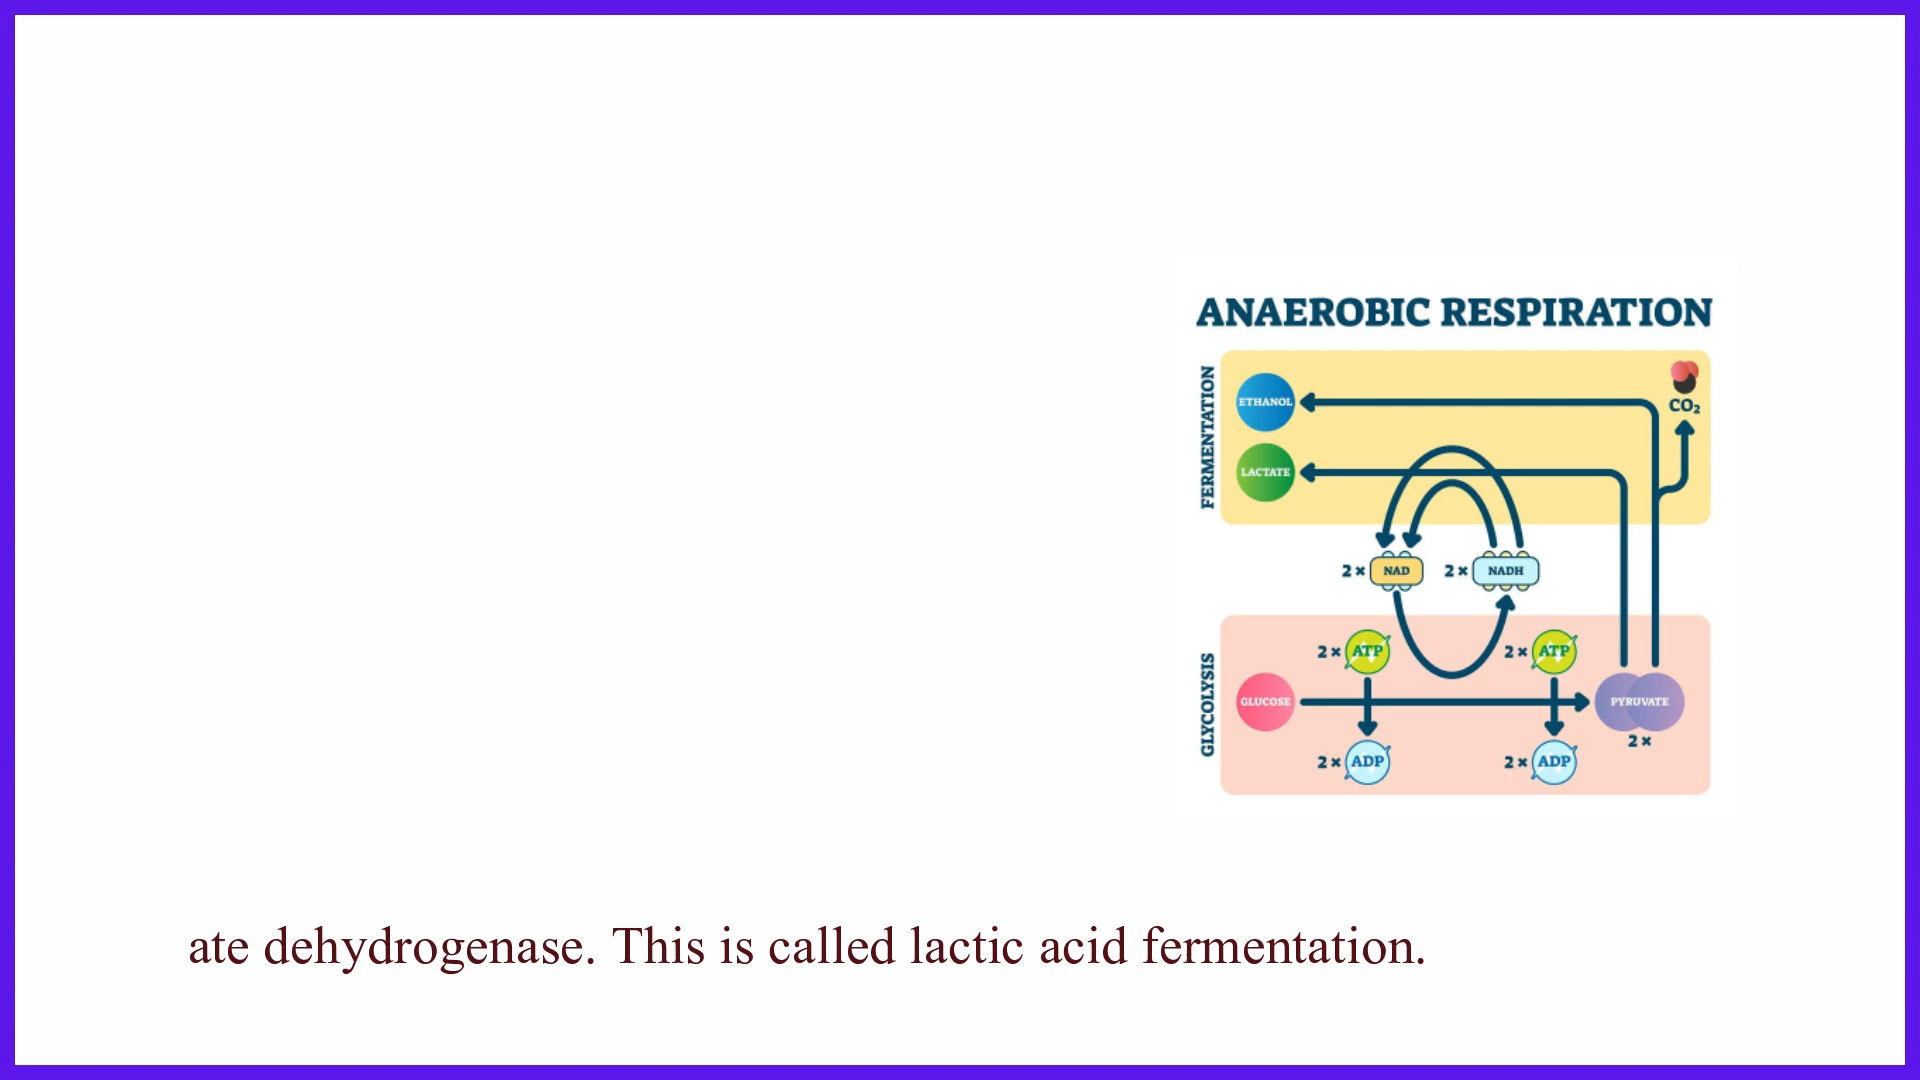 ANAEROBIC RESPIRATION
FERMENTATION
ETHANOL
CO₂
LACTATE
2 × NAD 2 × NADH
GLYCOLYSIS
2 × ATP 2 × ATP
GLUCOSE PYRUVATE
2 ×
2 × ADP 2 × ADP
ate dehydrogenase. This is called lactic acid fermentation.